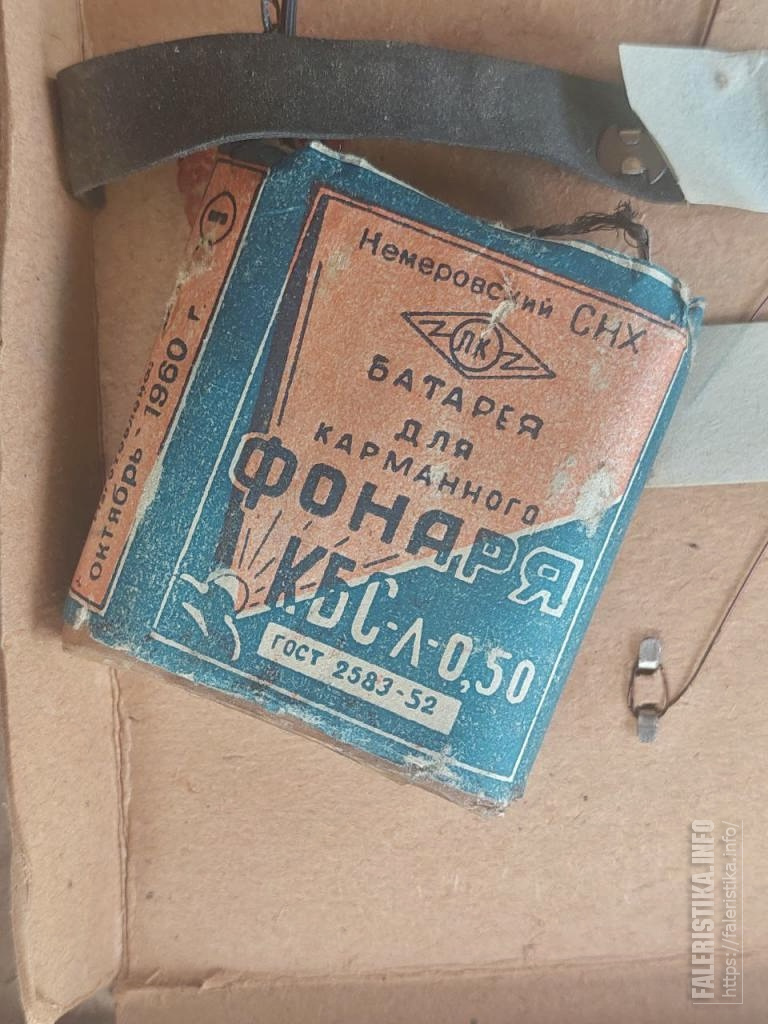 Немеровский СНХ
ЛК
БАТАРЕЯ
ДЛЯ
КАРМАННОГО
ФОНАРЯ
КБС-Л-0,50
ГОСТ 2583-52
октябрь - 1960 г.
FALERISTIKA.INFO
https://faleristika.info/